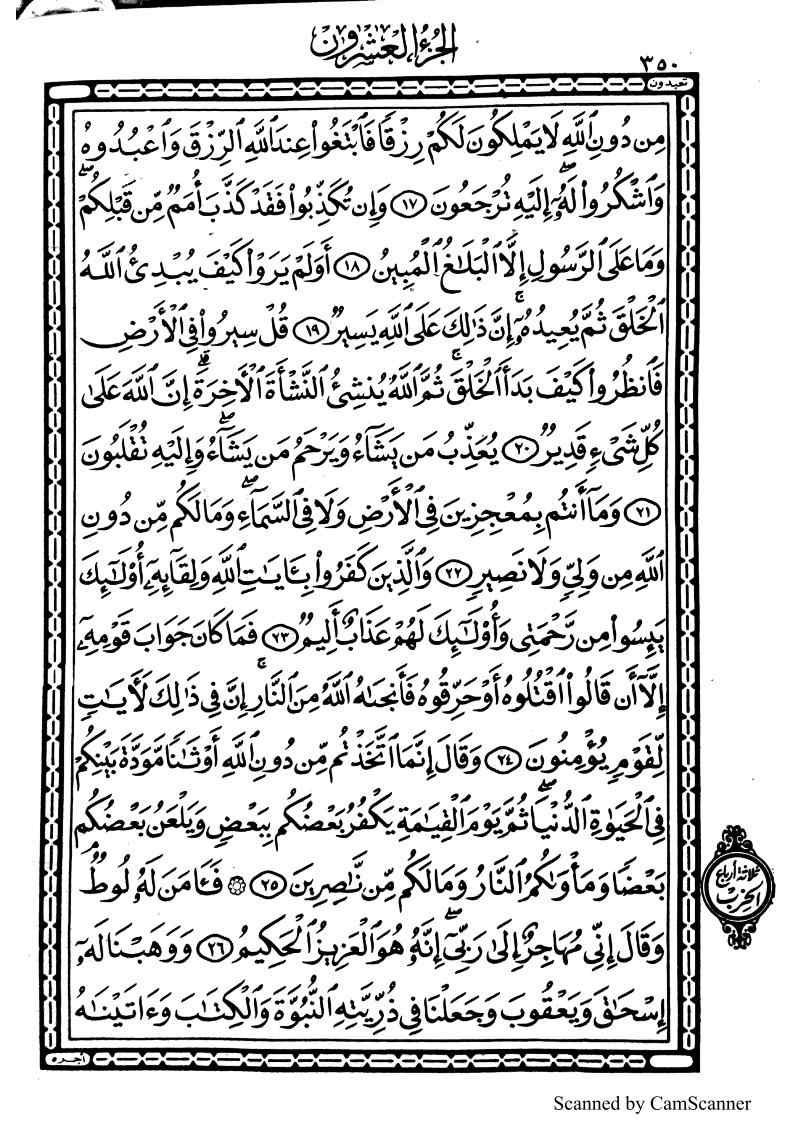 الجزء العشرون
٣٥٠
تعبدون
مِن دُونِ ٱللَّهِ لَا يَمْلِكُونَ لَكُمْ رِزْقًا فَٱبْتَغُوا۟ عِندَ ٱللَّهِ ٱلرِّزْقَ وَٱعْبُدُوهُ
وَٱشْكُرُوا۟ لَهُۥٓ ۖ إِلَيْهِ تُرْجَعُونَ ١٧ وَإِن تُكَذِّبُوا۟ فَقَدْ كَذَّبَ أُمَمٌ مِّن قَبْلِكُمْ ۖ
وَمَا عَلَى ٱلرَّسُولِ إِلَّا ٱلْبَلَـٰغُ ٱلْمُبِينُ ١٨ أَوَلَمْ يَرَوْا۟ كَيْفَ يُبْدِئُ ٱللَّهُ
ٱلْخَلْقَ ثُمَّ يُعِيدُهُۥٓ ۚ إِنَّ ذَٰلِكَ عَلَى ٱللَّهِ يَسِيرٌ ١٩ قُلْ سِيرُوا۟ فِى ٱلْأَرْضِ
فَٱنظُرُوا۟ كَيْفَ بَدَأَ ٱلْخَلْقَ ۚ ثُمَّ ٱللَّهُ يُنشِئُ ٱلنَّشْأَةَ ٱلْـَٔاخِرَةَ ۚ إِنَّ ٱللَّهَ عَلَىٰ
كُلِّ شَىْءٍ قَدِيرٌ ٢٠ يُعَذِّبُ مَن يَشَآءُ وَيَرْحَمُ مَن يَشَآءُ ۖ وَإِلَيْهِ تُقْلَبُونَ
٢١ وَمَآ أَنتُم بِمُعْجِزِينَ فِى ٱلْأَرْضِ وَلَا فِى ٱلسَّمَآءِ ۖ وَمَا لَكُم مِّن دُونِ
ٱللَّهِ مِن وَلِىٍّ وَلَا نَصِيرٍ ٢٢ وَٱلَّذِينَ كَفَرُوا۟ بِـَٔايَـٰتِ ٱللَّهِ وَلِقَآئِهِۦٓ أُو۟لَـٰٓئِكَ
يَئِسُوا۟ مِن رَّحْمَتِى وَأُو۟لَـٰٓئِكَ لَهُمْ عَذَابٌ أَلِيمٌ ٢٣ فَمَا كَانَ جَوَابَ قَوْمِهِۦٓ
إِلَّآ أَن قَالُوا۟ ٱقْتُلُوهُ أَوْ حَرِّقُوهُ فَأَنجَىٰهُ ٱللَّهُ مِنَ ٱلنَّارِ ۚ إِنَّ فِى ذَٰلِكَ لَـَٔايَـٰتٍ
لِّقَوْمٍ يُؤْمِنُونَ ٢٤ وَقَالَ إِنَّمَا ٱتَّخَذْتُم مِّن دُونِ ٱللَّهِ أَوْثَـٰنًا مَّوَدَّةَ بَيْنِكُمْ
فِى ٱلْحَيَوٰةِ ٱلدُّنْيَا ۖ ثُمَّ يَوْمَ ٱلْقِيَـٰمَةِ يَكْفُرُ بَعْضُكُم بِبَعْضٍ وَيَلْعَنُ بَعْضُكُم
بَعْضًا وَمَأْوَىٰكُمُ ٱلنَّارُ وَمَا لَكُم مِّن نَّـٰصِرِينَ ٢٥ ۞ فَـَٔامَنَ لَهُۥ لُوطٌ ۘ
وَقَالَ إِنِّى مُهَاجِرٌ إِلَىٰ رَبِّىٓ ۖ إِنَّهُۥ هُوَ ٱلْعَزِيزُ ٱلْحَكِيمُ ٢٦ وَوَهَبْنَا لَهُۥٓ
إِسْحَـٰقَ وَيَعْقُوبَ وَجَعَلْنَا فِى ذُرِّيَّتِهِ ٱلنُّبُوَّةَ وَٱلْكِتَـٰبَ وَءَاتَيْنَـٰهُ
ثلاثة أرباع
الحزب
أجره
Scanned by CamScanner